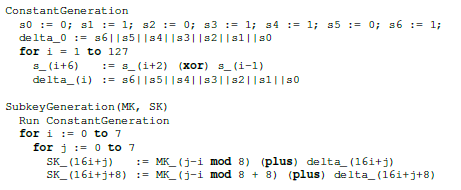 ConstantGeneration
s0 := 0; s1 := 1; s2 := 0; s3 := 1; s4 := 1; s5 := 0; s6 := 1;
delta_0 := s6||s5||s4||s3||s2||s1||s0
for i = 1 to 127
s_(i+6) := s_(i+2) (xor) s_(i-1)
delta_(i) := s6||s5||s4||s3||s2||s1||s0
SubkeyGeneration(MK, SK)
Run ConstantGeneration
for i := 0 to 7
for j := 0 to 7
SK_(16i+j) := MK_(j-i mod 8) (plus) delta_(16i+j)
SK_(16i+j+8) := MK_(j-i mod 8 + 8) (plus) delta_(16i+j+8)